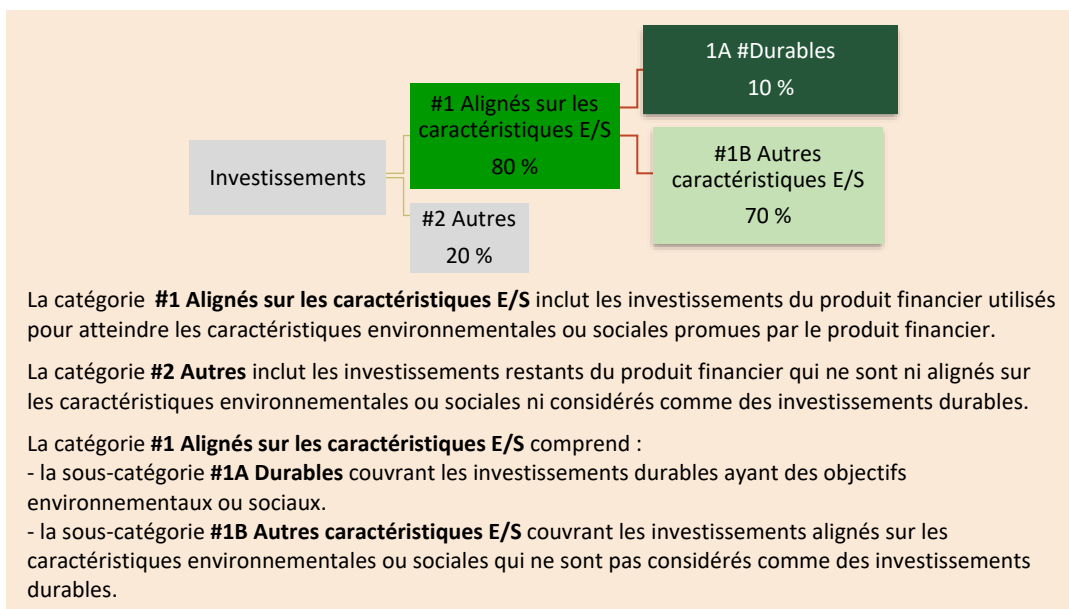 1A #Durables
10 %
#1 Alignés sur les
caractéristiques E/S
80 %
#1B Autres
caractéristiques E/S
70 %
Investissements
#2 Autres
20 %
La catégorie #1 Alignés sur les caractéristiques E/S inclut les investissements du produit financier utilisés
pour atteindre les caractéristiques environnementales ou sociales promues par le produit financier.
La catégorie #2 Autres inclut les investissements restants du produit financier qui ne sont ni alignés sur
les caractéristiques environnementales ou sociales ni considérés comme des investissements durables.
La catégorie #1 Alignés sur les caractéristiques E/S comprend :
- la sous-catégorie #1A Durables couvrant les investissements durables ayant des objectifs
environnementaux ou sociaux.
- la sous-catégorie #1B Autres caractéristiques E/S couvrant les investissements alignés sur les
caractéristiques environnementales ou sociales qui ne sont pas considérés comme des investissements
durables.